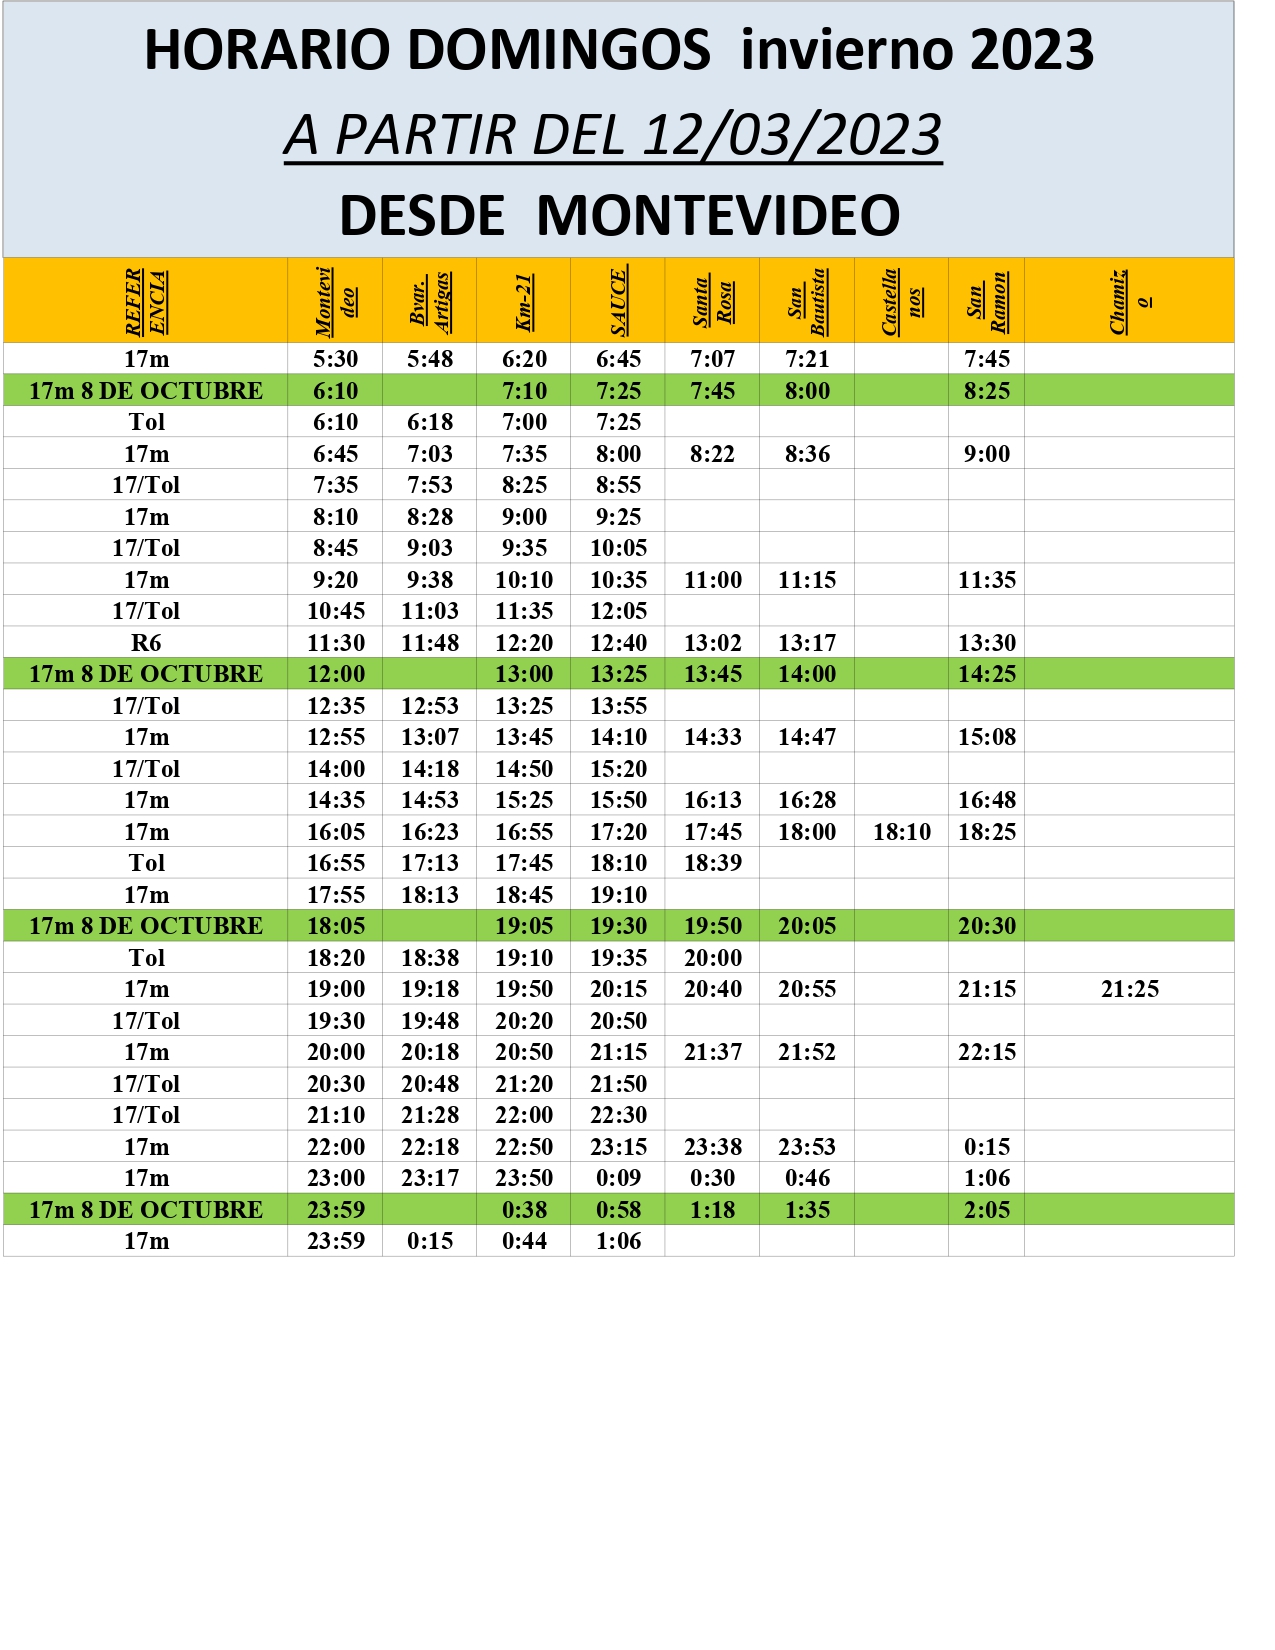 HORARIO DOMINGOS invierno 2023
A PARTIR DEL 12/03/2023
DESDE MONTEVIDEO
REFERENCIA Montevideo Bvar. Artigas Km-21 SAUCE Santa Rosa San Bautista Castellanos San Ramon Chamizo
17m 5:30 5:48 6:20 6:45 7:07 7:21 7:45
17m 8 DE OCTUBRE 6:10 7:10 7:25 7:45 8:00 8:25
Tol 6:10 6:18 7:00 7:25
17m 6:45 7:03 7:35 8:00 8:22 8:36 9:00
17/Tol 7:35 7:53 8:25 8:55
17m 8:10 8:28 9:00 9:25
17/Tol 8:45 9:03 9:35 10:05
17m 9:20 9:38 10:10 10:35 11:00 11:15 11:35
17/Tol 10:45 11:03 11:35 12:05
R6 11:30 11:48 12:20 12:40 13:02 13:17 13:30
17m 8 DE OCTUBRE 12:00 13:00 13:25 13:45 14:00 14:25
17/Tol 12:35 12:53 13:25 13:55
17m 12:55 13:07 13:45 14:10 14:33 14:47 15:08
17/Tol 14:00 14:18 14:50 15:20
17m 14:35 14:53 15:25 15:50 16:13 16:28 16:48
17m 16:05 16:23 16:55 17:20 17:45 18:00 18:10 18:25
Tol 16:55 17:13 17:45 18:10 18:39
17m 17:55 18:13 18:45 19:10
17m 8 DE OCTUBRE 18:05 19:05 19:30 19:50 20:05 20:30
Tol 18:20 18:38 19:10 19:35 20:00
17m 19:00 19:18 19:50 20:15 20:40 20:55 21:15 21:25
17/Tol 19:30 19:48 20:20 20:50
17m 20:00 20:18 20:50 21:15 21:37 21:52 22:15
17/Tol 20:30 20:48 21:20 21:50
17/Tol 21:10 21:28 22:00 22:30
17m 22:00 22:18 22:50 23:15 23:38 23:53 0:15
17m 23:00 23:17 23:50 0:09 0:30 0:46 1:06
17m 8 DE OCTUBRE 23:59 0:38 0:58 1:18 1:35 2:05
17m 23:59 0:15 0:44 1:06